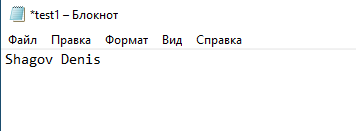 *test1 – Блокнот
Файл Правка Формат Вид Справка
Shagov Denis